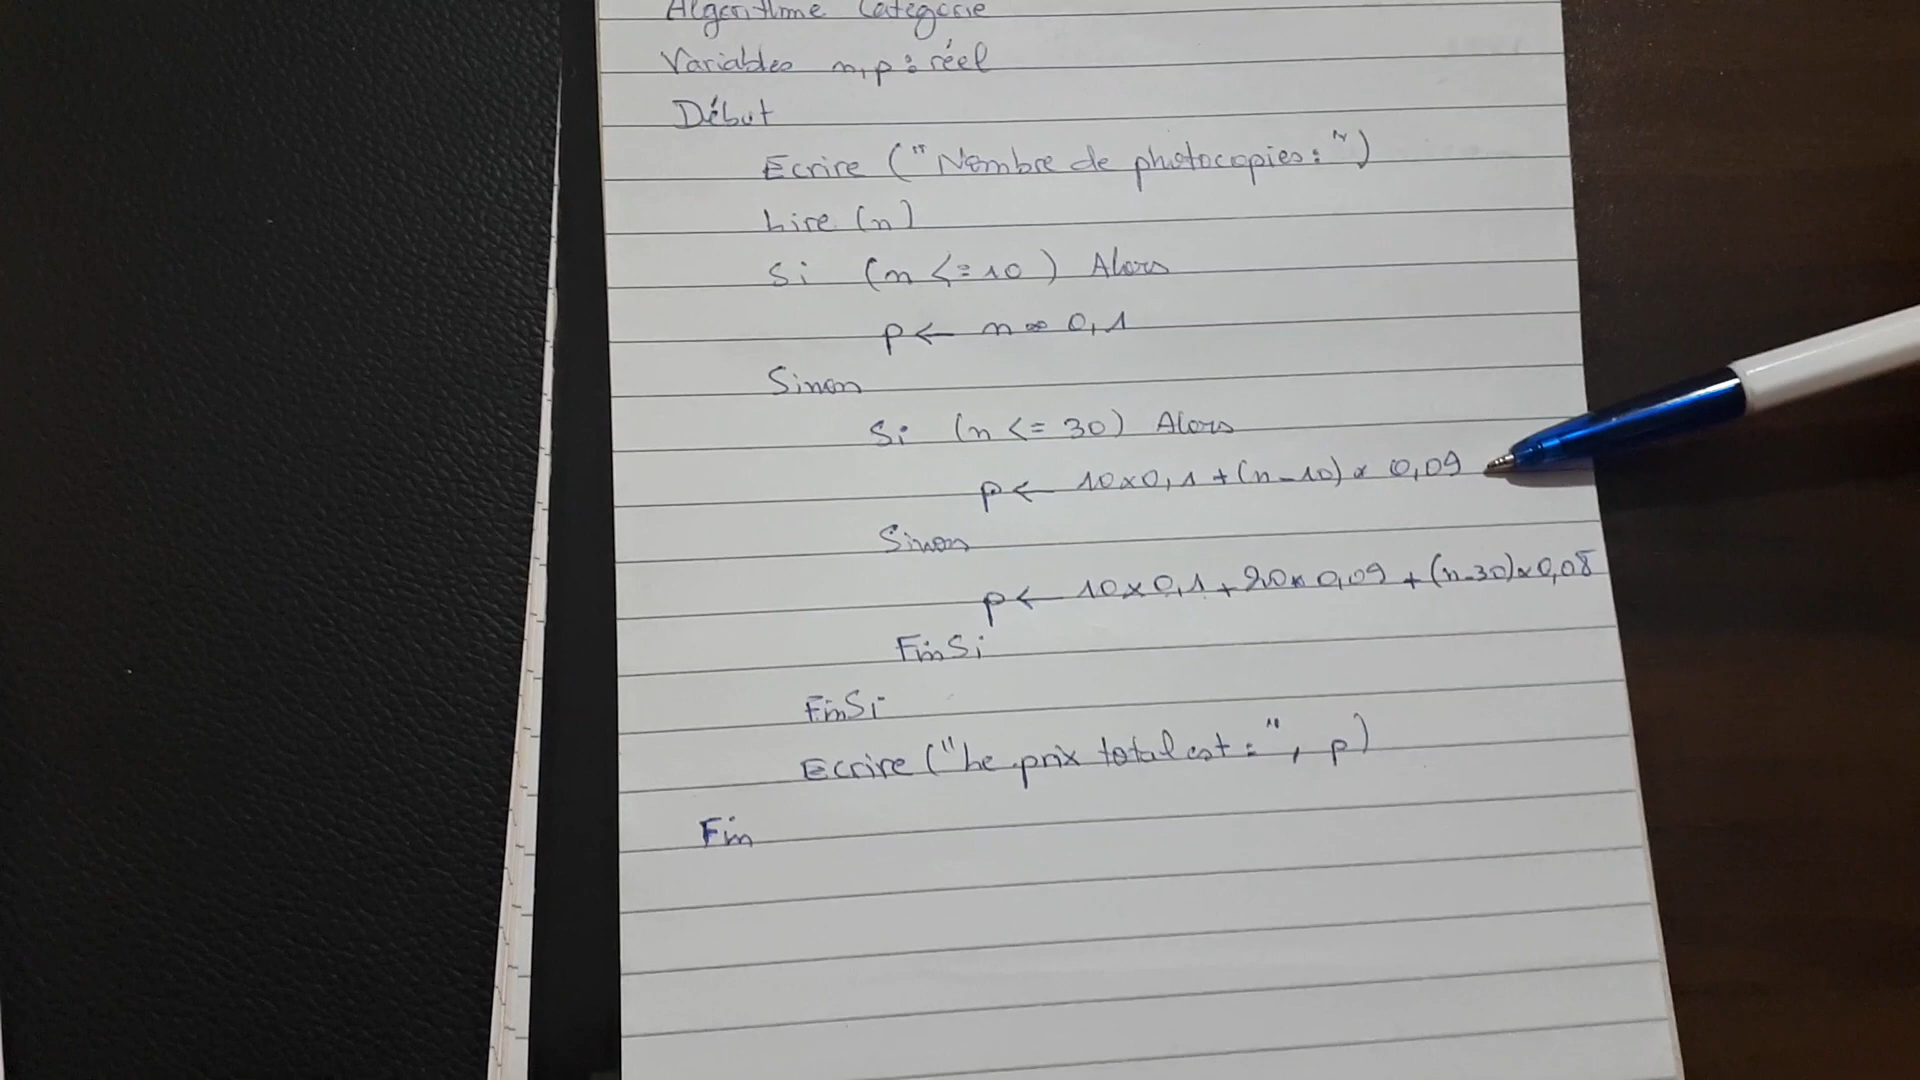 Algorithme Categorie
Variables n, p : réel
Début
Ecrire ("Nombre de photocopies : ")
Lire (n)
Si (n <= 10) Alors
p ← n × 0,1
Sinon
Si (n <= 30) Alors
p ← 10 × 0,1 + (n - 10) × 0,09
Sinon
p ← 10 × 0,1 + 20 × 0,09 + (n - 30) × 0,08
FinSi
FinSi
Ecrire ("Le prix total est : ", p)
Fin